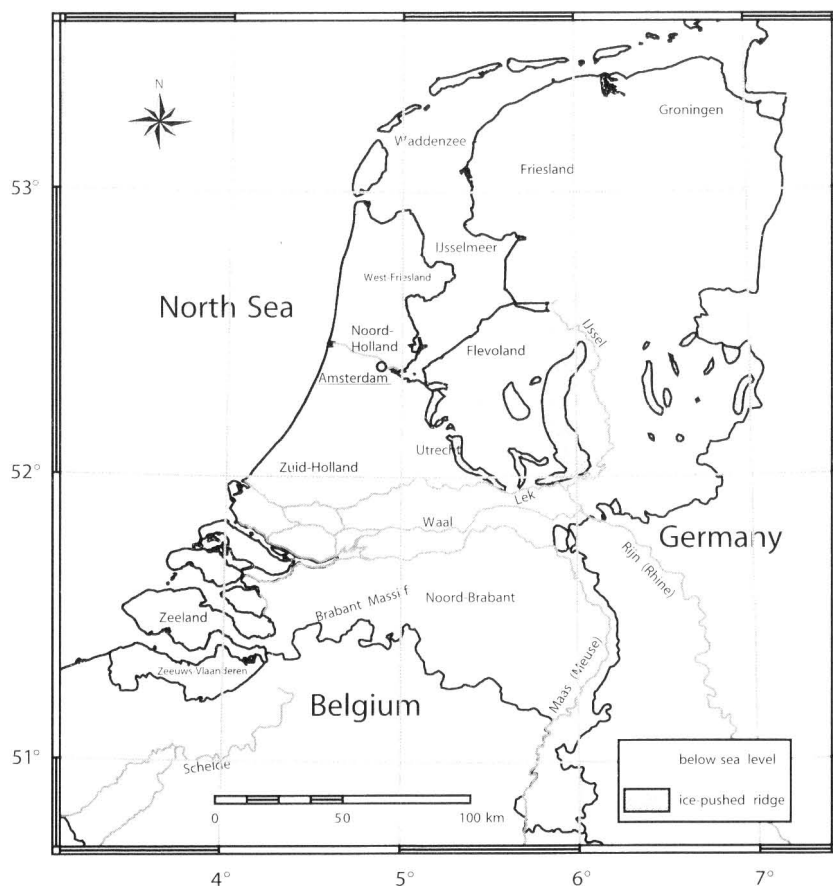 N
Groningen
Waddenzee
Friesland
53°
IJsselmeer
West-Friesland
North Sea
IJssel
Noord-
Holland
Flevoland
Amsterdam
Utrecht
52°
Zuid-Holland
Lek
Waal
Germany
Rijn (Rhine)
Brabant Massif
Noord-Brabant
Zeeland
Zeeuws-Vlaanderen
Maas (Meuse)
Belgium
51°
Schelde
below sea level
ice-pushed ridge
0 50 100 km
4° 5° 6° 7°